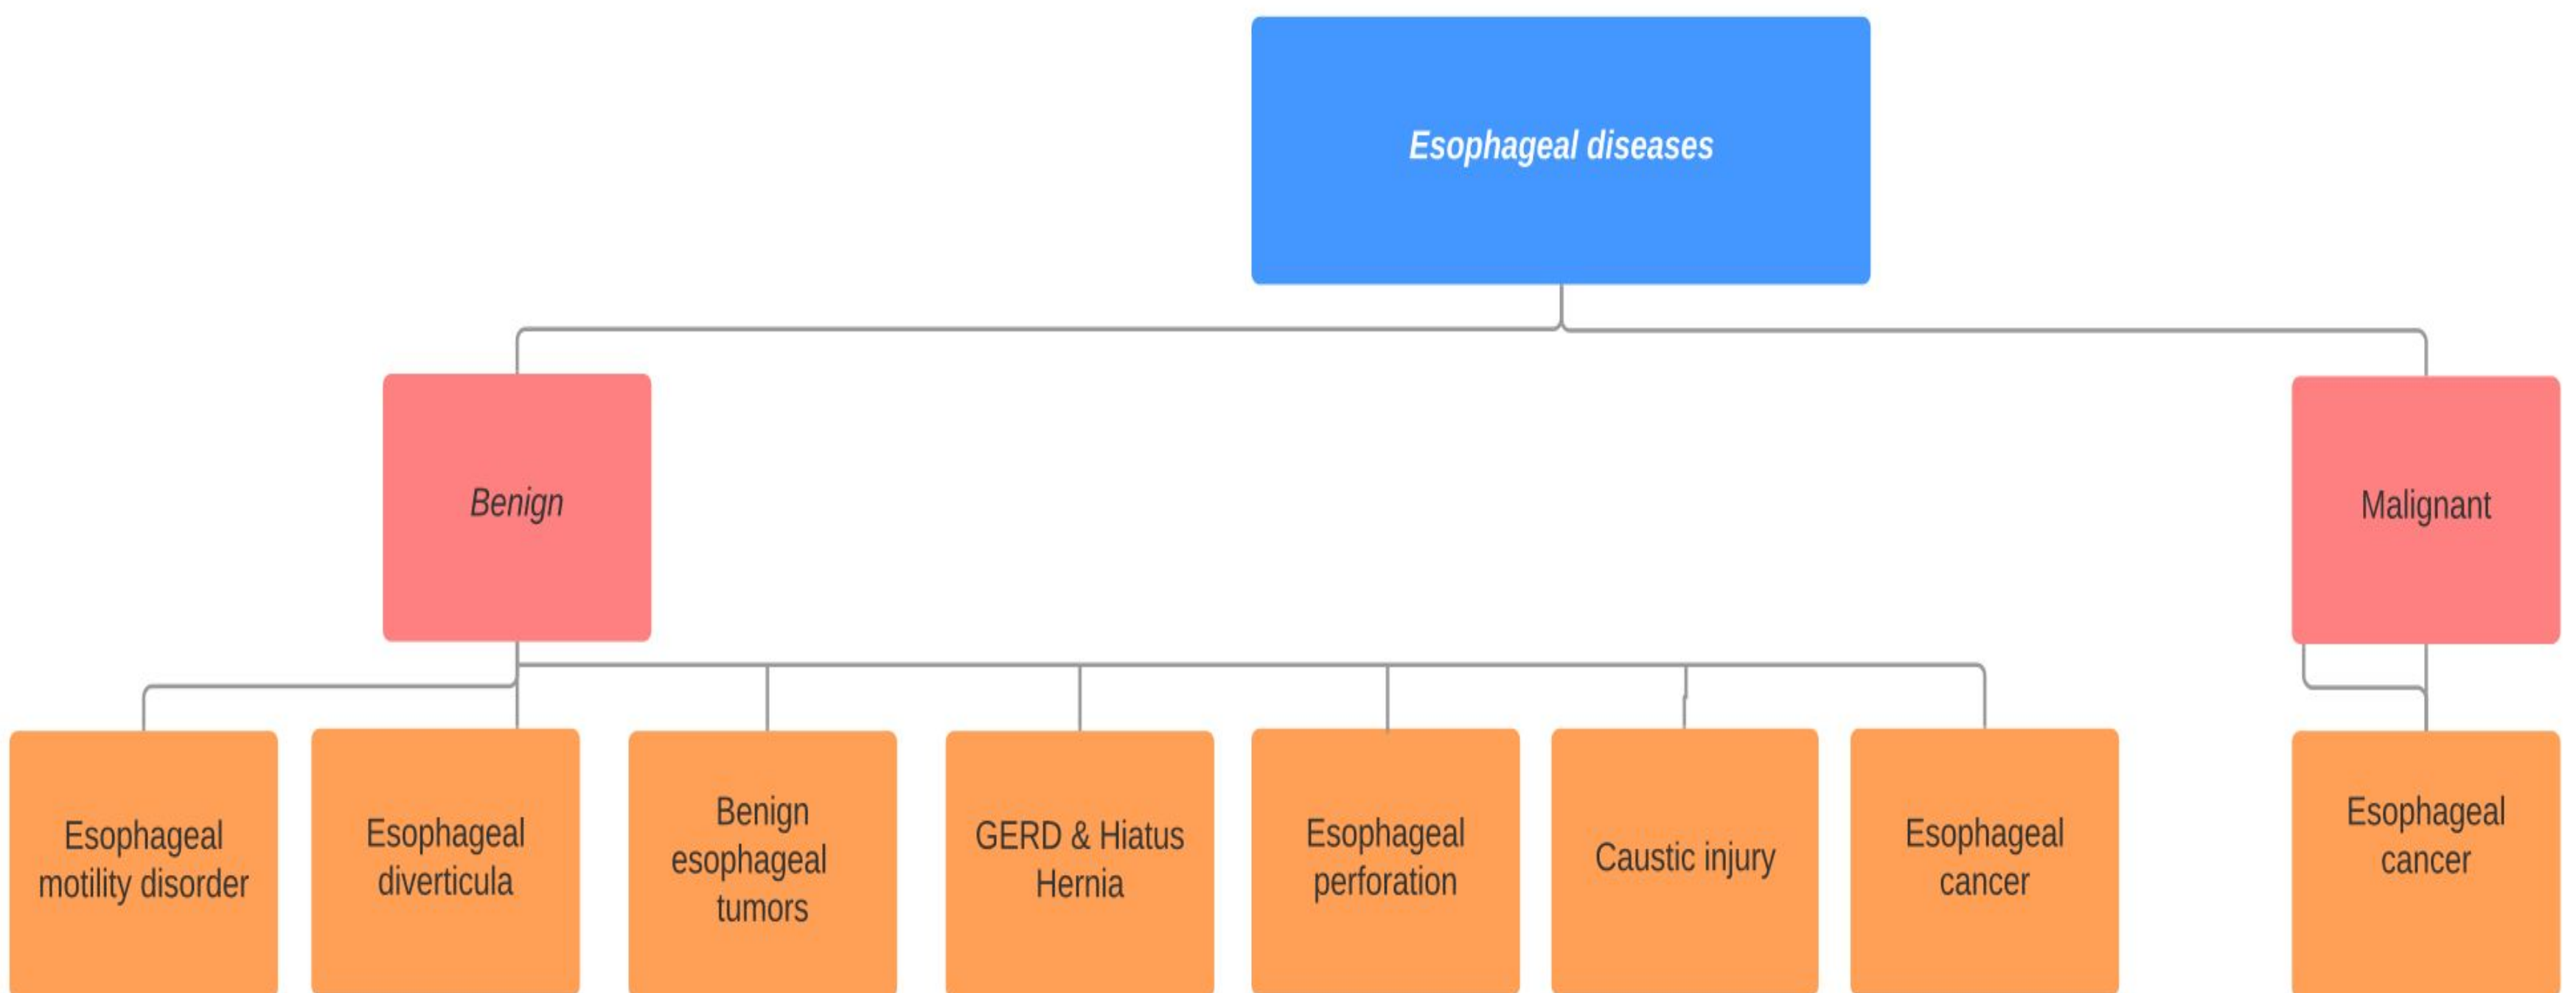 Esophageal diseases
Benign
Malignant
Esophageal
motility disorder
Esophageal
diverticula
Benign
esophageal
tumors
GERD & Hiatus
Hernia
Esophageal
perforation
Caustic injury
Esophageal
cancer
Esophageal
cancer